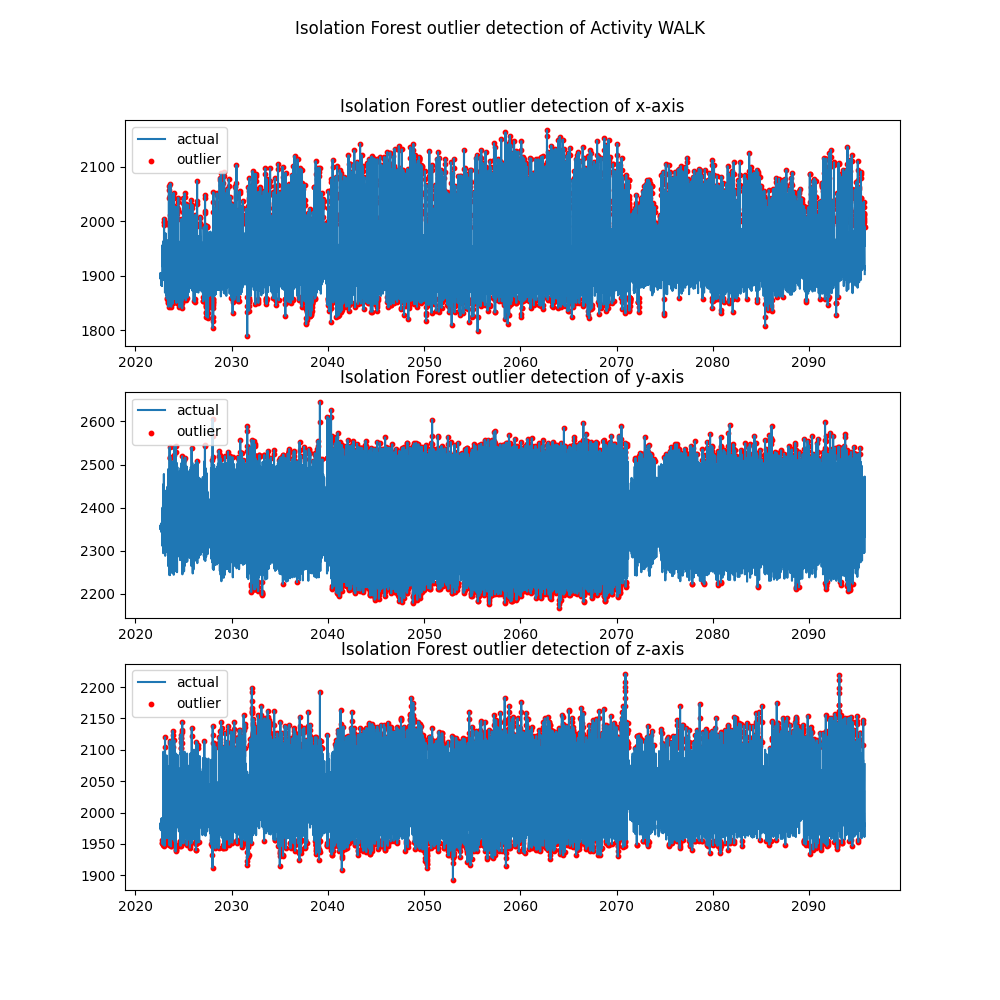 Isolation Forest outlier detection of Activity WALK
Isolation Forest outlier detection of x-axis
actual
outlier
2100
2000
1900
1800
2020 2030 2040 2050 2060 2070 2080 2090
Isolation Forest outlier detection of y-axis
actual
outlier
2600
2500
2400
2300
2200
2020 2030 2040 2050 2060 2070 2080 2090
Isolation Forest outlier detection of z-axis
actual
outlier
2200
2150
2100
2050
2000
1950
1900
2020 2030 2040 2050 2060 2070 2080 2090